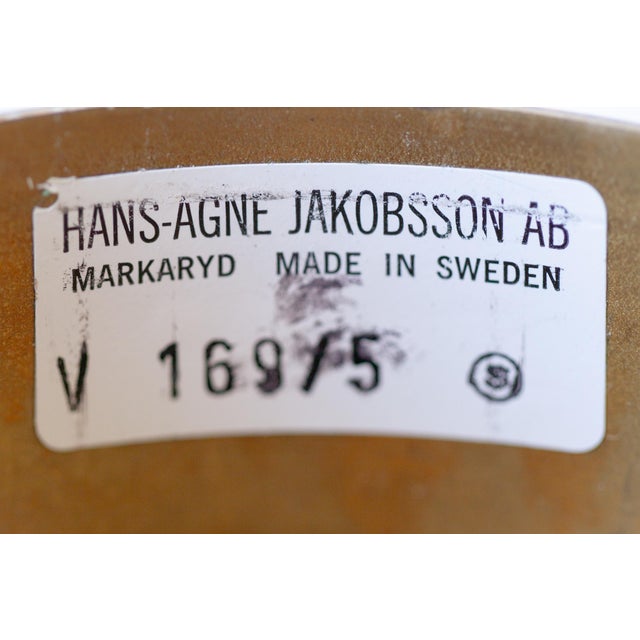 HANS-AGNE JAKOBSSON AB
MARKARYD MADE IN SWEDEN
V 169/5 Ⓢ